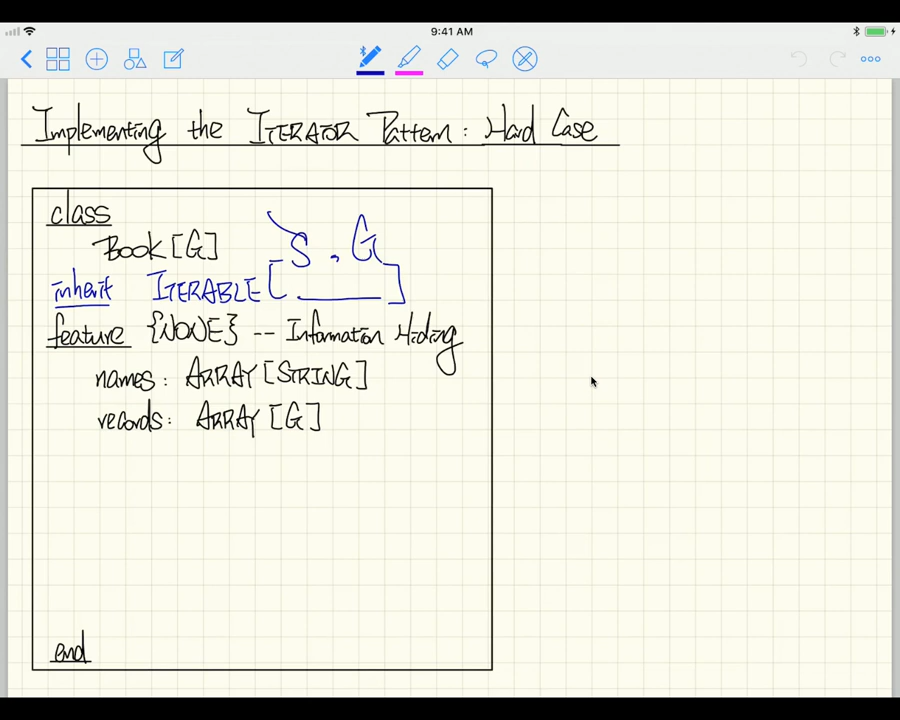 9:41 AM
Implementing the ITERATOR Pattern: Hard Case
class
BOOK[G]
S . G
inherit ITERABLE[ ______ ]
feature {NONE} -- Information Hiding
names: ARRAY[STRING]
records: ARRAY[G]
end